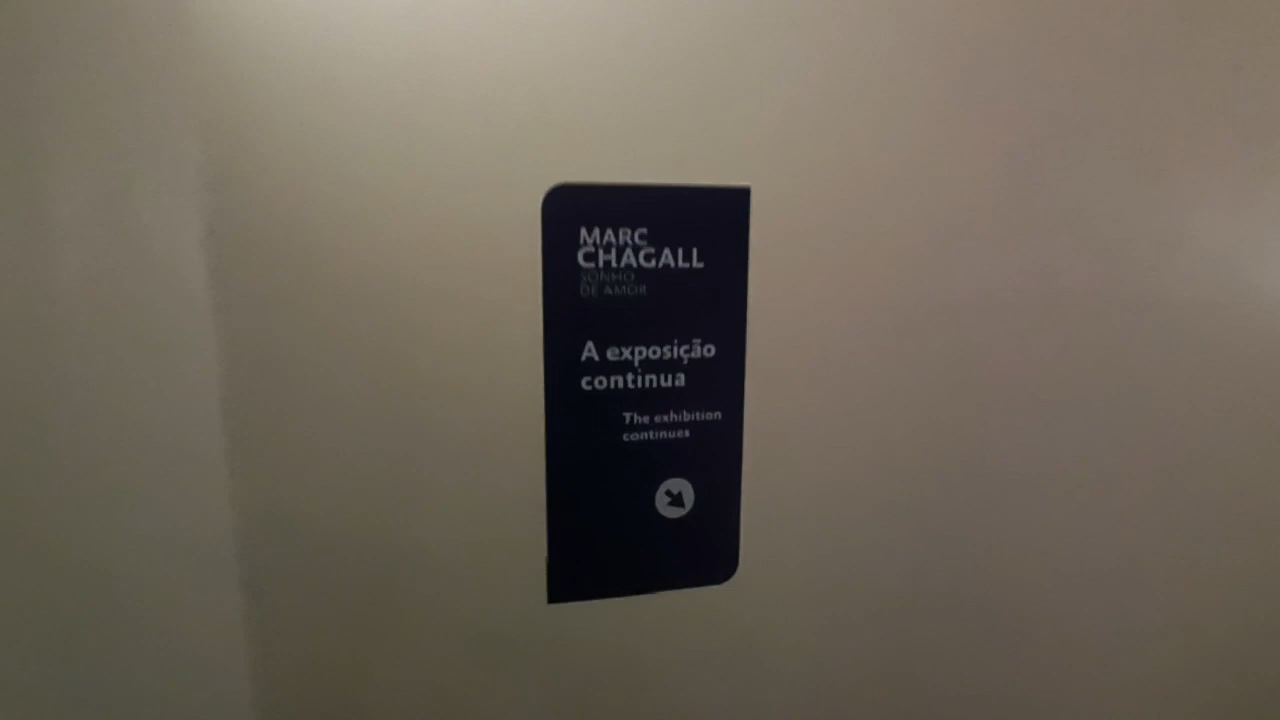 MARC
CHAGALL
SONHO
DE AMOR
A exposição
continua
The exhibition
continues